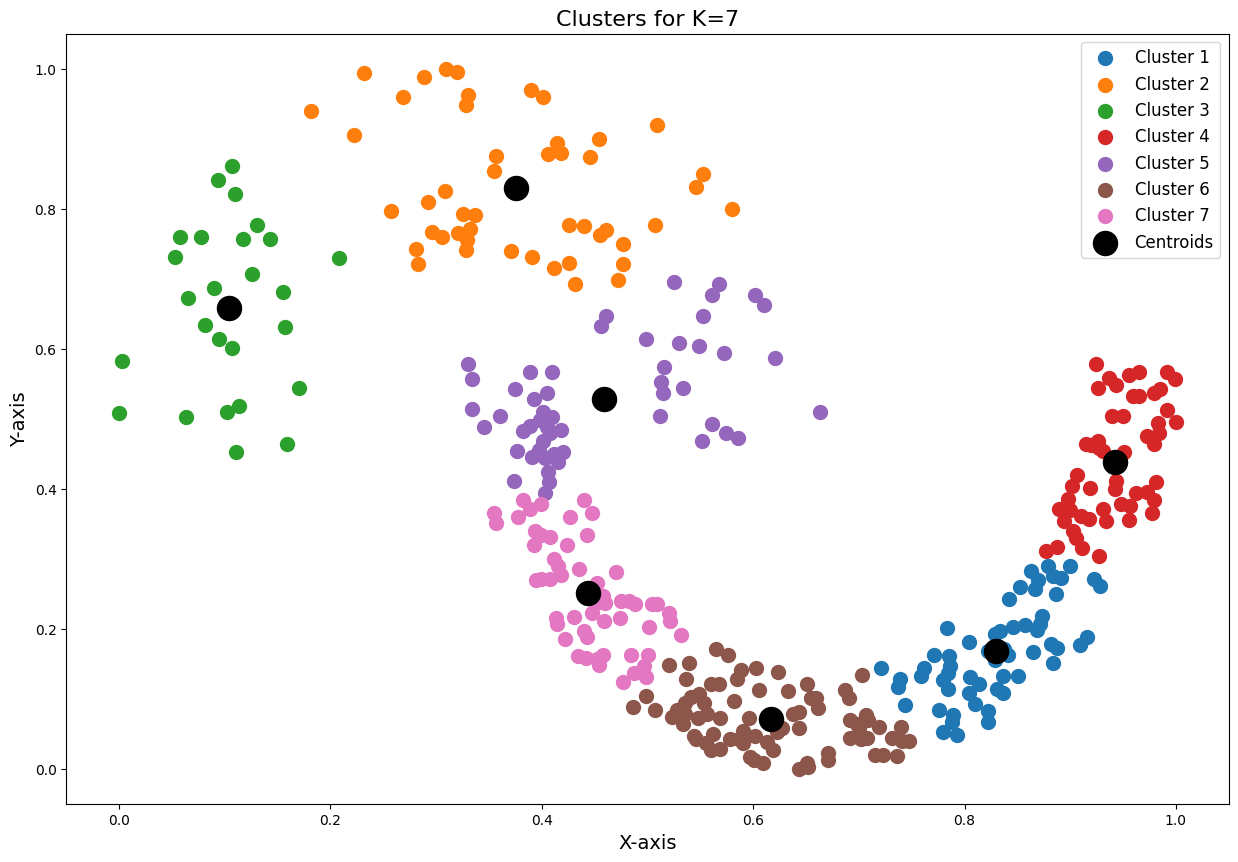 Clusters for K=7
Cluster 1
Cluster 2
Cluster 3
Cluster 4
Cluster 5
Cluster 6
Cluster 7
Centroids
Y-axis
1.0
0.8
0.6
0.4
0.2
0.0
0.0 0.2 0.4 0.6 0.8 1.0
X-axis